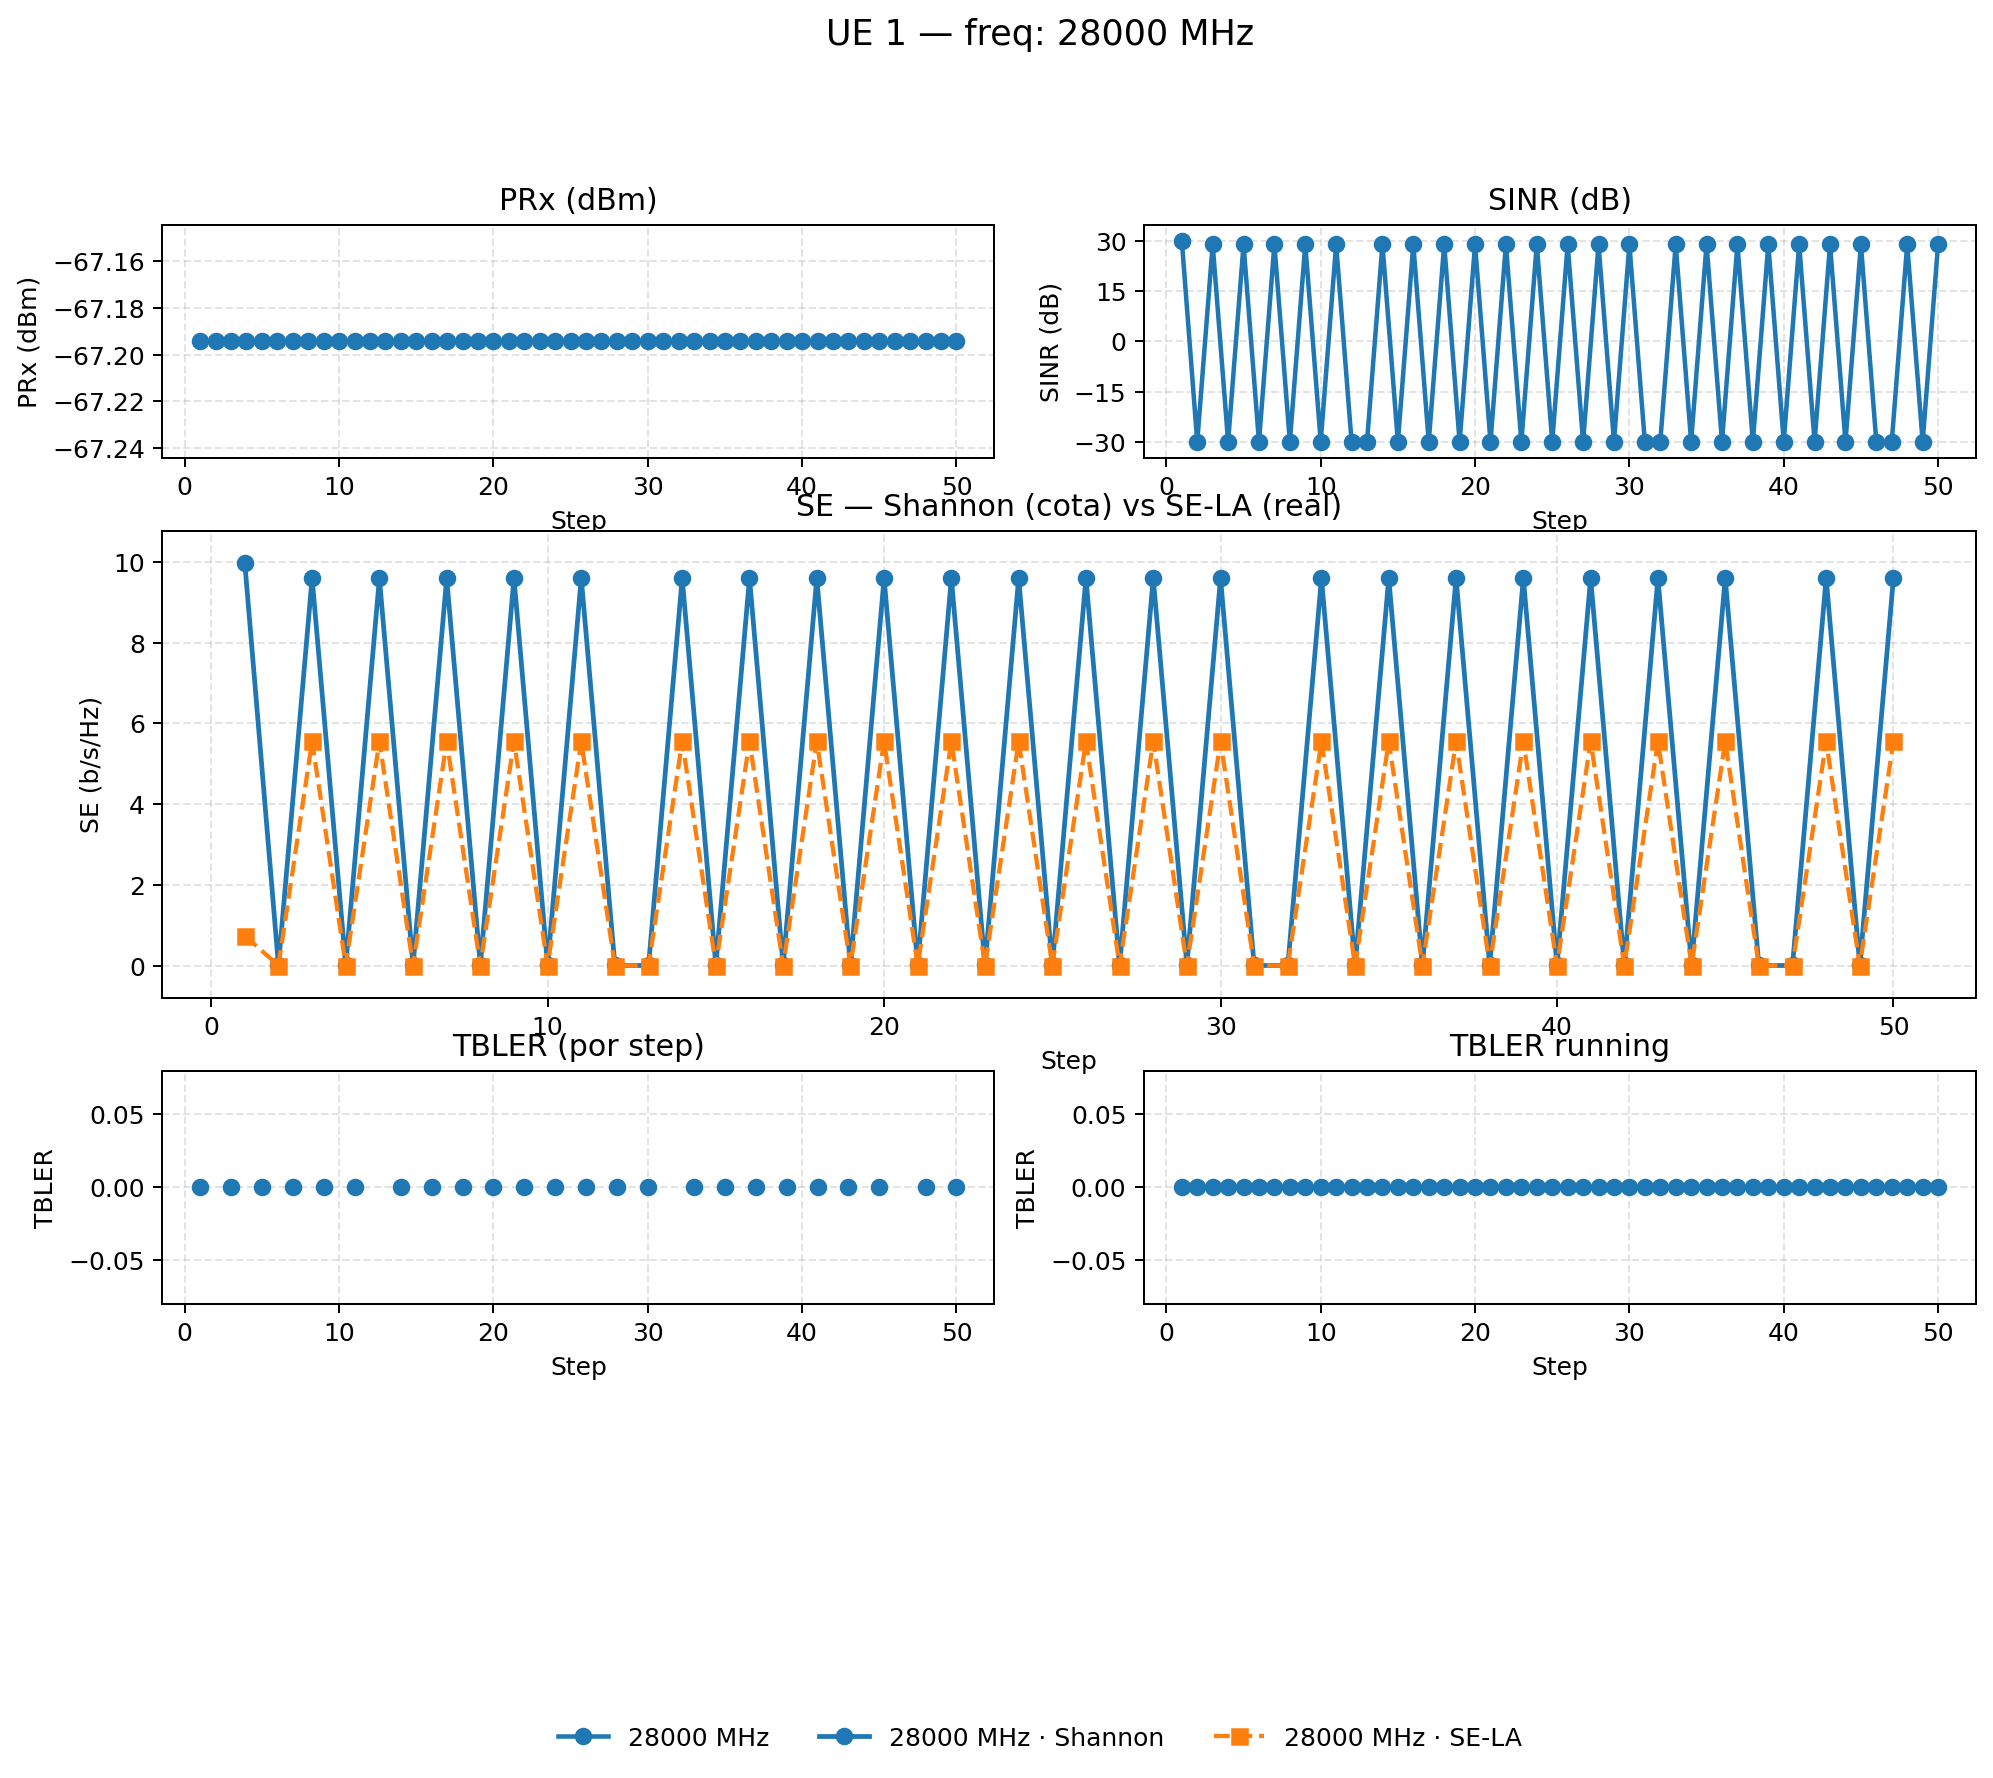 UE 1 — freq: 28000 MHz
PRx (dBm)
PRx (dBm)
−67.16
−67.18
−67.20
−67.22
−67.24
0 10 20 30 40 50
Step
SINR (dB)
SINR (dB)
30
15
0
−15
−30
0 10 20 30 40 50
Step
SE — Shannon (cota) vs SE-LA (real)
SE (b/s/Hz)
10
8
6
4
2
0
0 10 20 30 40 50
Step
TBLER (por step)
TBLER
0.05
0.00
−0.05
0 10 20 30 40 50
Step
TBLER running
TBLER
0.05
0.00
−0.05
0 10 20 30 40 50
Step
28000 MHz 28000 MHz · Shannon 28000 MHz · SE-LA